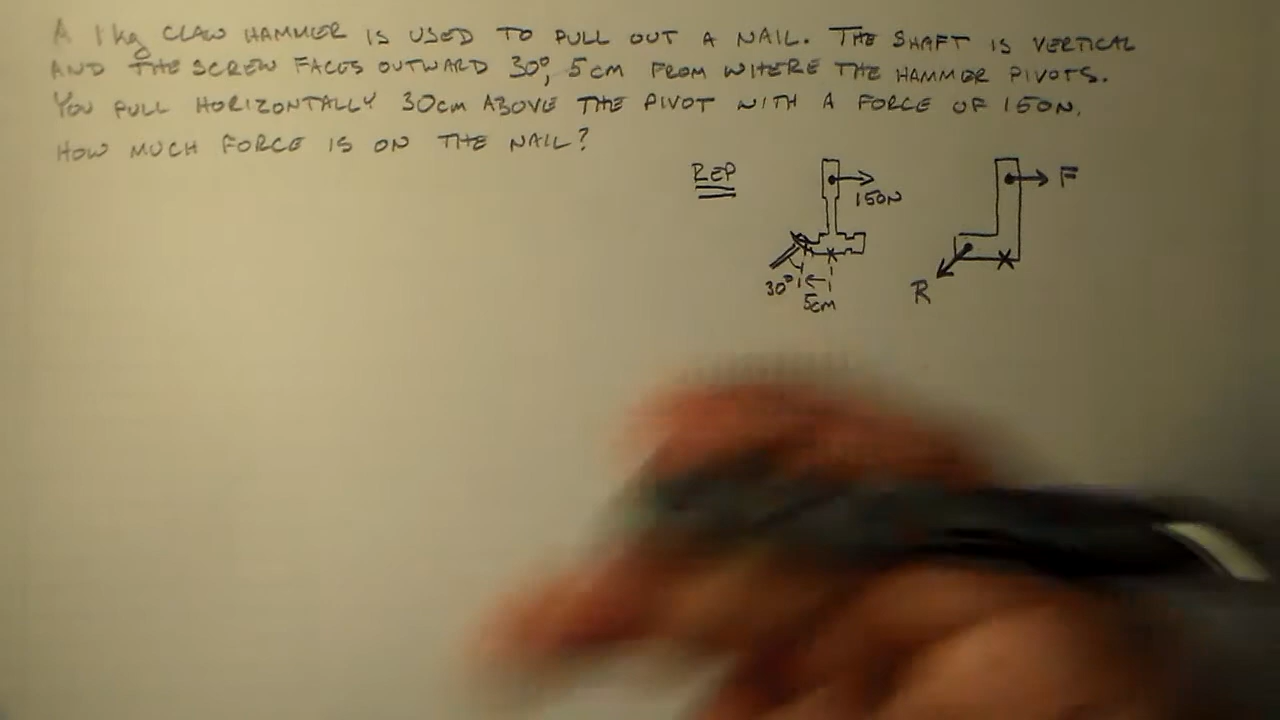 A 1kg CLAW HAMMER IS USED TO PULL OUT A NAIL. THE SHAFT IS VERTICAL
AND THE SCREW FACES OUTWARD 30°, 5cm FROM WHERE THE HAMMER PIVOTS.
YOU PULL HORIZONTALLY 30cm ABOVE THE PIVOT WITH A FORCE OF 150N.
HOW MUCH FORCE IS ON THE NAIL?
REP
150N
F
30°
5cm
R